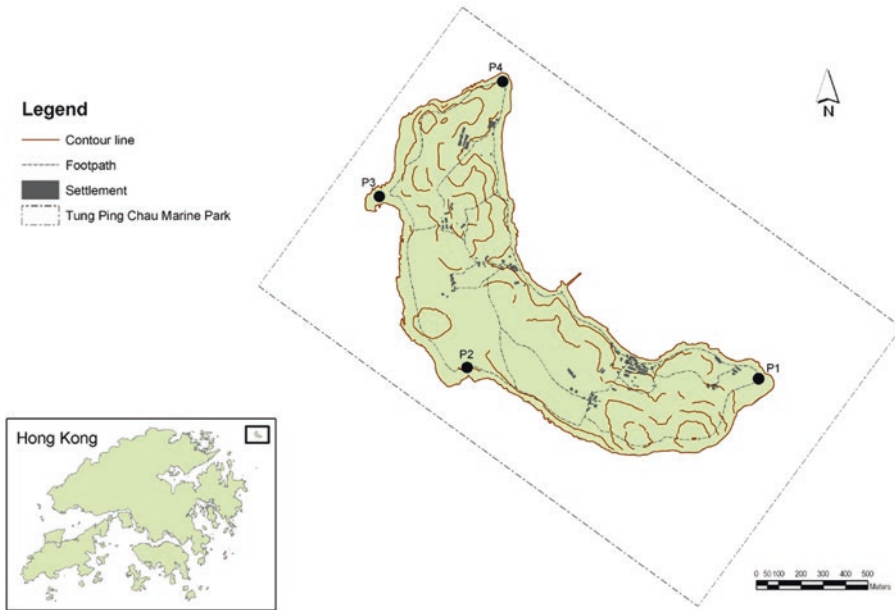 P4
N
Legend
Contour line
Footpath
P3
Settlement
Tung Ping Chau Marine Park
P2
P1
Hong Kong
0 50 100 200 300 400 500
Meters